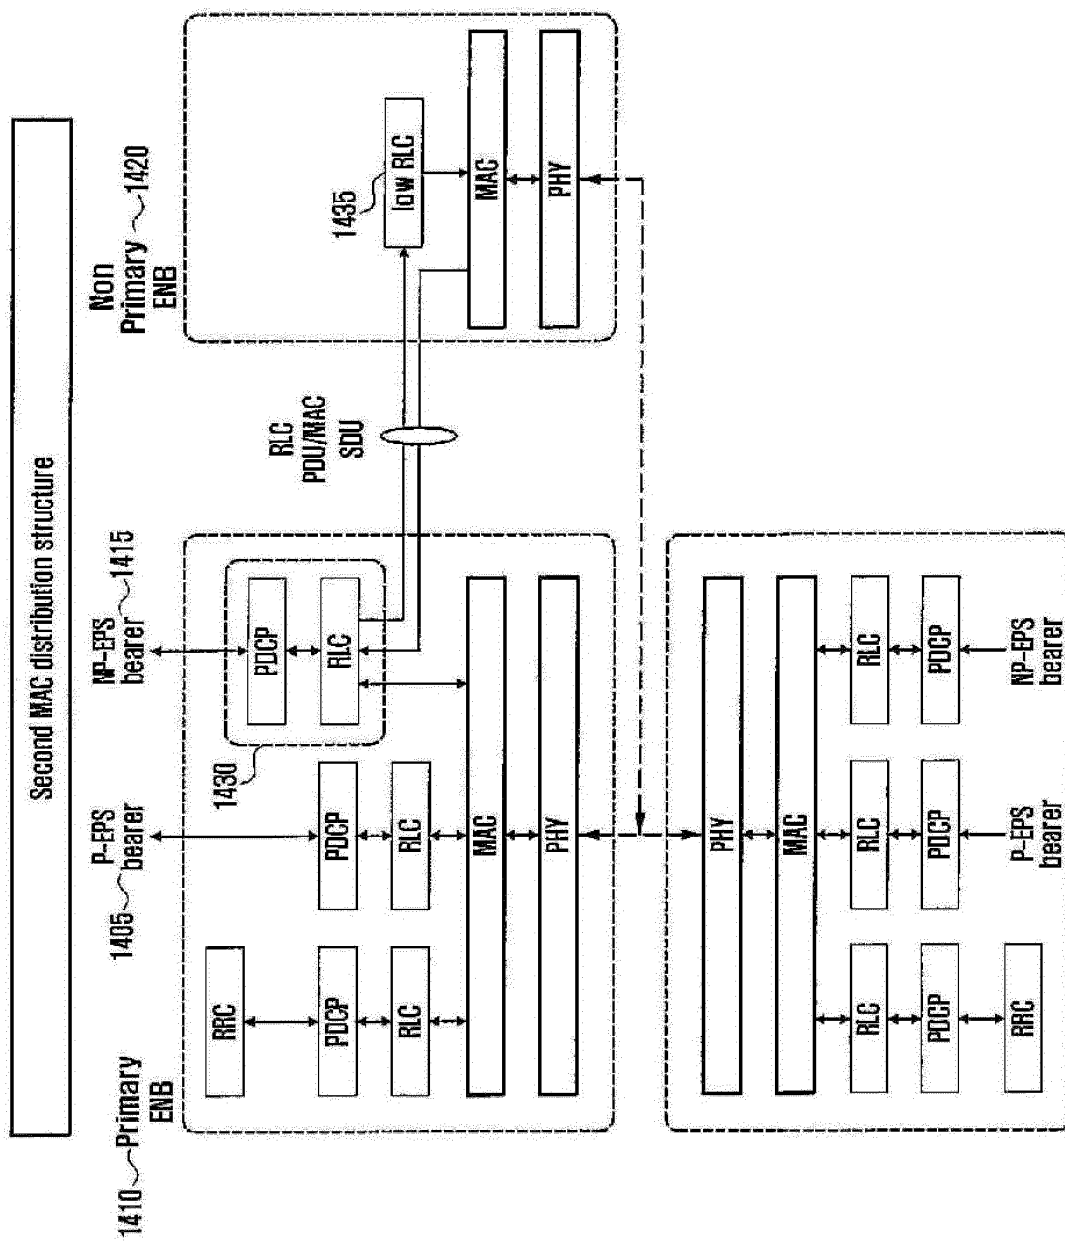 Second MAC distribution structure
1410
Primary
ENB
1405
P-EPS
bearer
NP-EPS
bearer
1415
Non
Primary
ENB
1420
RRC
PDCP
RLC
PDCP
RLC
1430
PDCP
RLC
MAC
PHY
RLC
PDU/MAC
SDU
1435
low RLC
MAC
PHY
PHY
MAC
RLC
RLC
RLC
PDCP
PDCP
PDCP
RRC
P-EPS
bearer
NP-EPS
bearer